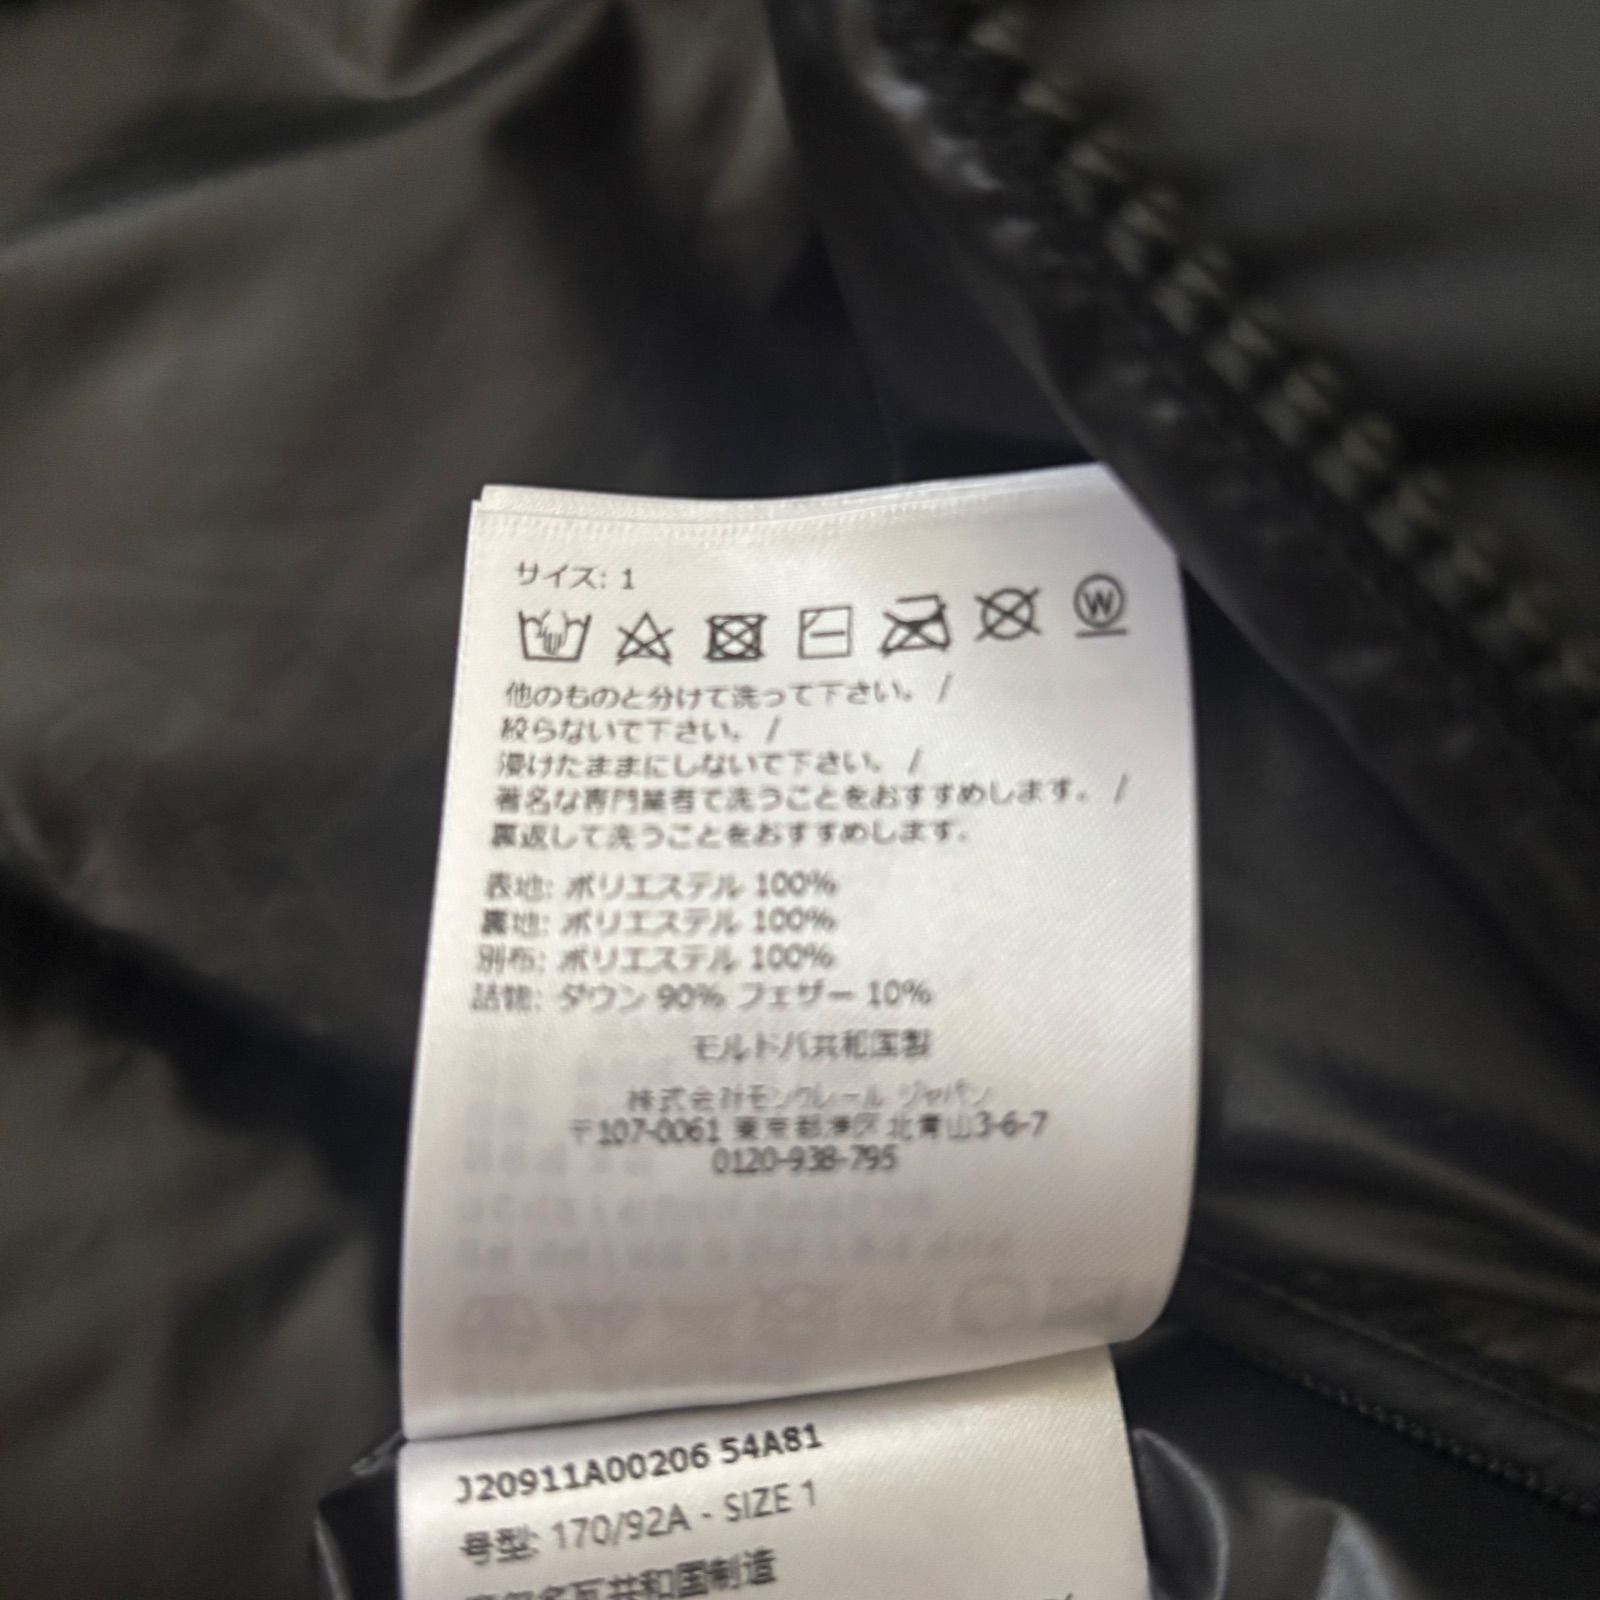 サイズ: 1
W
他のものと分けて洗って下さい。 /
絞らないで下さい。 /
浸けたままにしないで下さい。 /
著名な専門業者で洗うことをおすすめします。 /
裏返して洗うことをおすすめします。
表地: ポリエステル 100%
裏地: ポリエステル 100%
別布: ポリエステル 100%
詰物: ダウン 90% フェザー 10%
モルドバ共和国製
株式会社モンクレール ジャパン
〒107-0061 東京都港区 北青山3-6-7
0120-938-795
J20911A00206 54A81
号型: 170/92A - SIZE 1
共和国制造